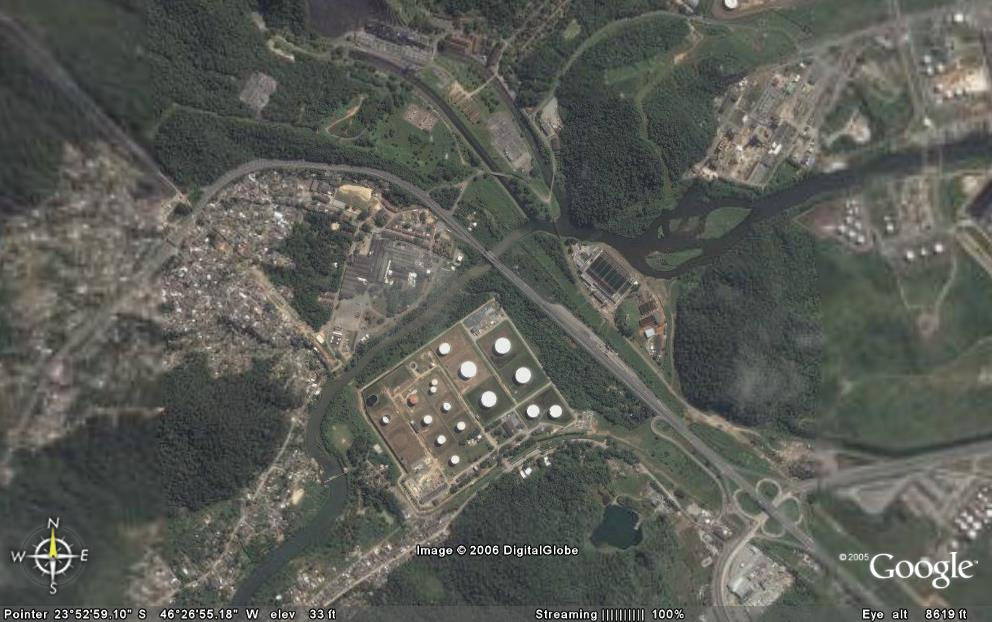 N
W E
S
Image © 2006 DigitalGlobe
© 2005 Google
Pointer 23°52'59.10" S 46°26'55.18" W elev 33 ft Streaming |||||||||| 100% Eye alt 8619 ft